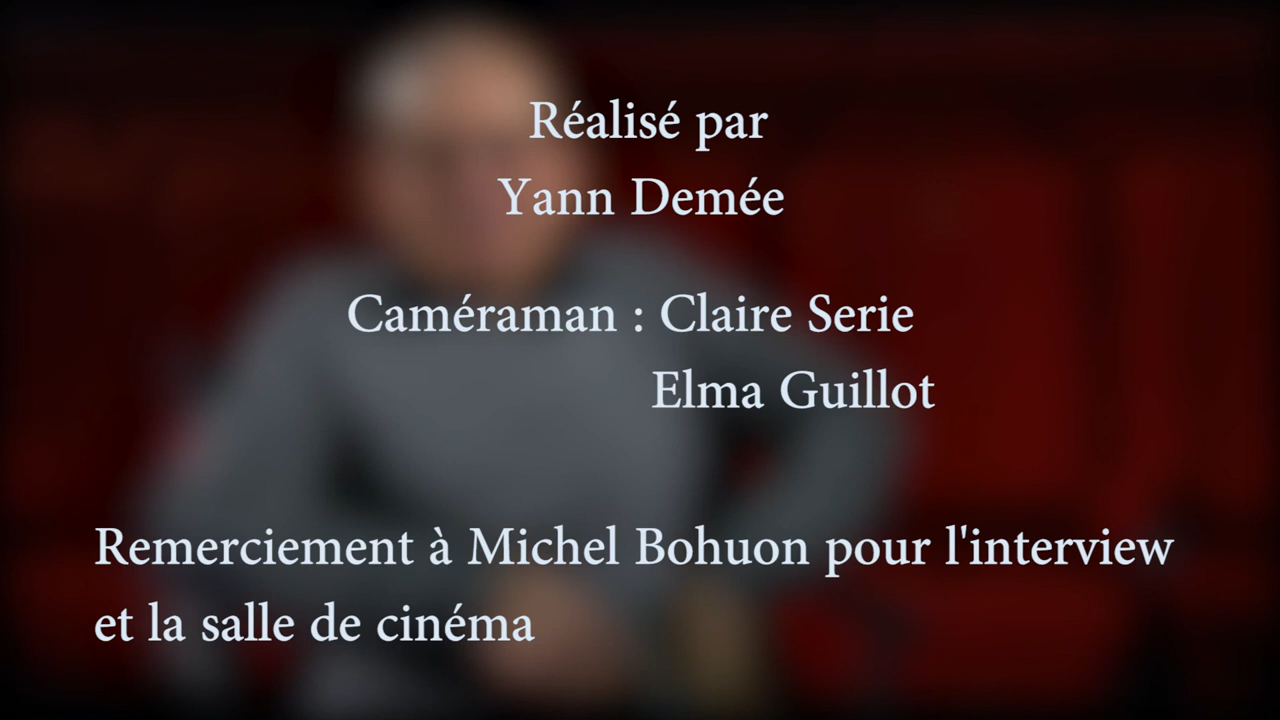 Réalisé par
Yann Demée
Caméraman : Claire Serie
Elma Guillot
Remerciement à Michel Bohuon pour l'interview
et la salle de cinéma